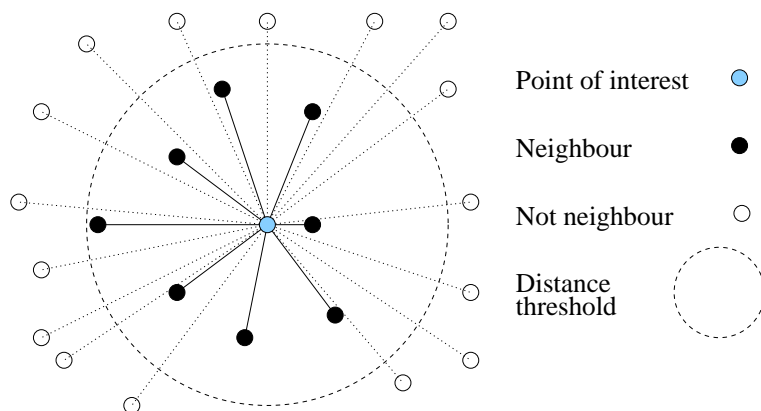 Point of interest
Neighbour
Not neighbour
Distance
threshold